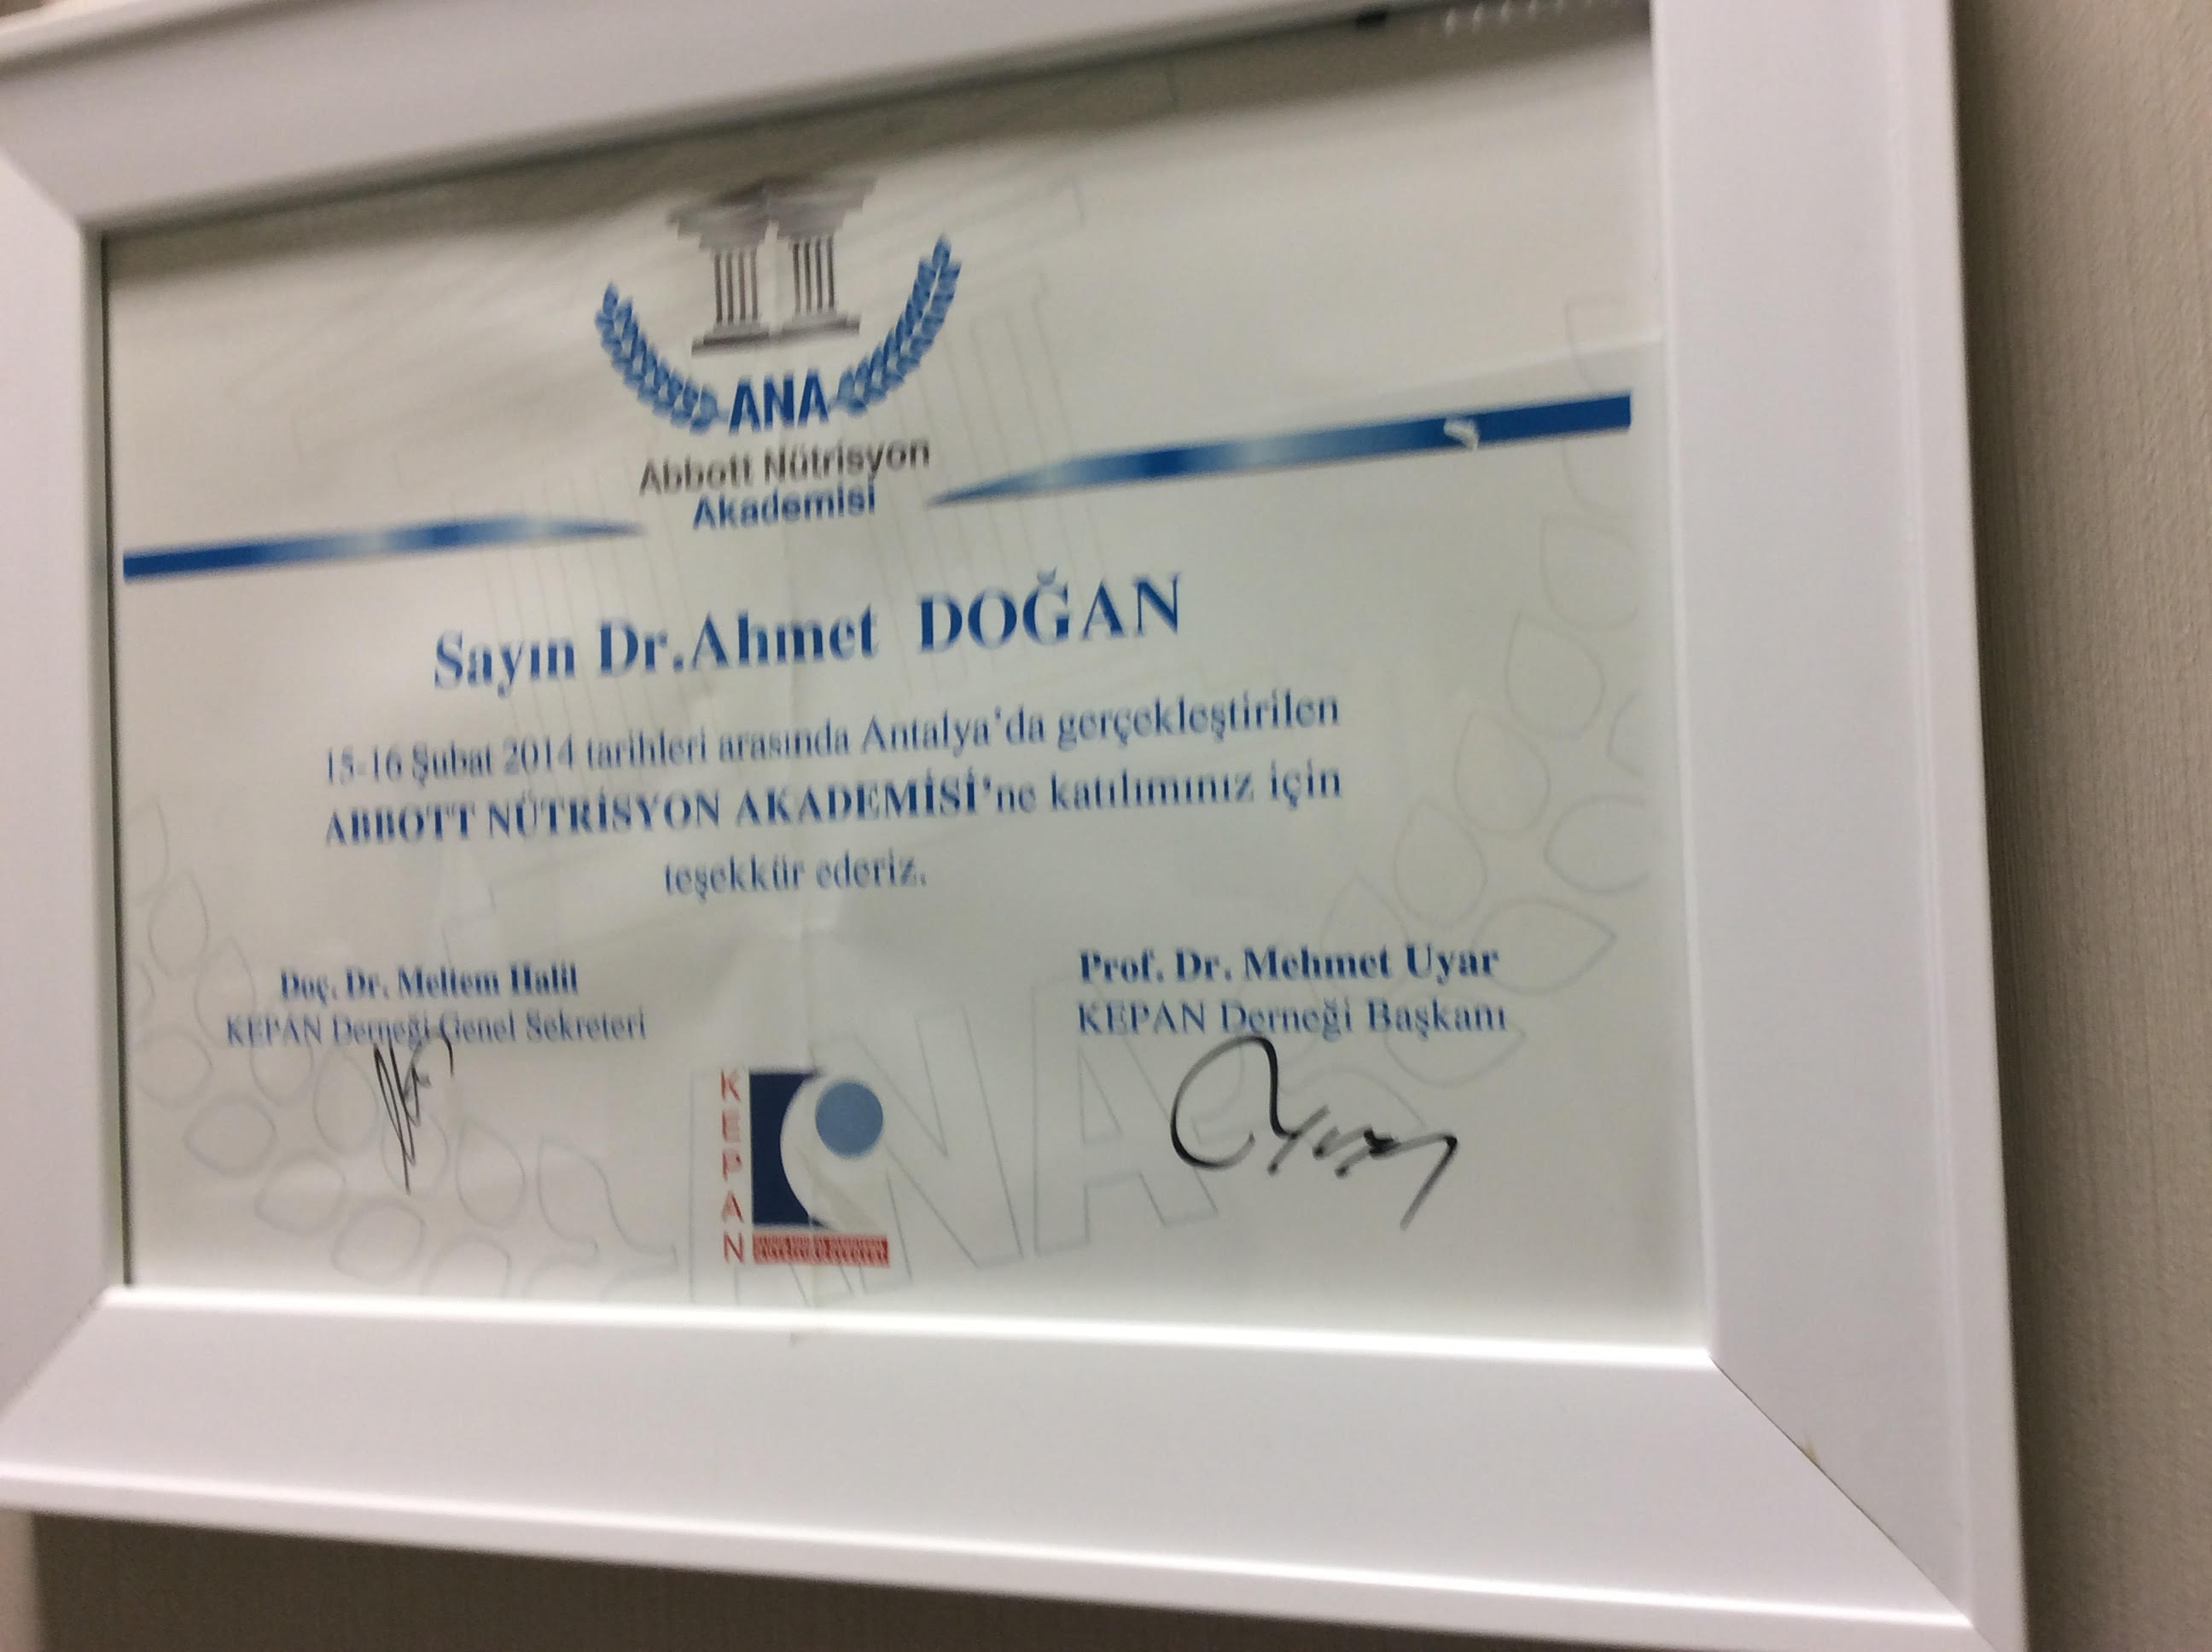 ANA
Abbott Nütrisyon
Akademisi
Sayın Dr.Ahmet DOĞAN
15-16 Şubat 2014 tarihleri arasında Antalya'da gerçekleştirilen
ABBOTT NÜTRİSYON AKADEMİSİ'ne katılımınız için
teşekkür ederiz.
Doç. Dr. Meltem Halil
KEPAN Derneği Genel Sekreteri
Prof. Dr. Mehmet Uyar
KEPAN Derneği Başkanı
KEPAN
ANA